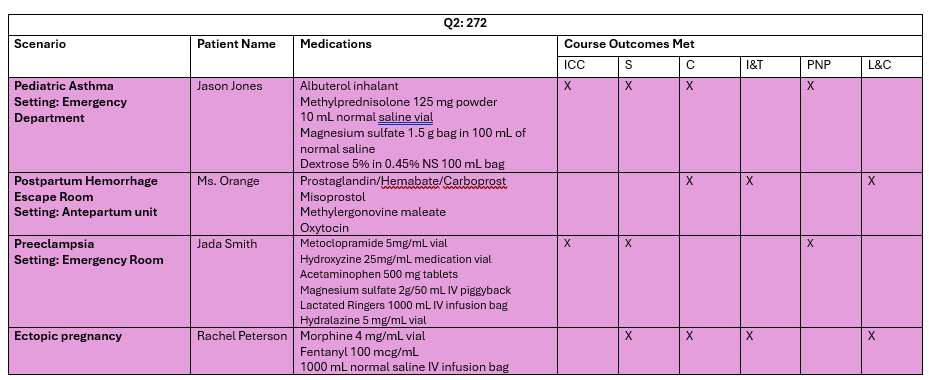 Q2: 272
Scenario Patient Name Medications Course Outcomes Met
ICC S C I&T PNP L&C
Pediatric Asthma Jason Jones Albuterol inhalant X X X X
Setting: Emergency Methylprednisolone 125 mg powder
Department 10 mL normal saline vial
Magnesium sulfate 1.5 g bag in 100 mL of
normal saline
Dextrose 5% in 0.45% NS 100 mL bag
Postpartum Hemorrhage Ms. Orange Prostaglandin/Hemabate/Carboprost X X X
Escape Room Misoprostol
Setting: Antepartum unit Methylergonovine maleate
Oxytocin
Preeclampsia Jada Smith Metoclopramide 5mg/mL vial X X X
Setting: Emergency Room Hydroxyzine 25mg/mL medication vial
Acetaminophen 500 mg tablets
Magnesium sulfate 2g/50 mL IV piggyback
Lactated Ringers 1000 mL IV infusion bag
Hydralazine 5 mg/mL vial
Ectopic pregnancy Rachel Peterson Morphine 4 mg/mL vial X X X X
Fentanyl 100 mcg/mL
1000 mL normal saline IV infusion bag